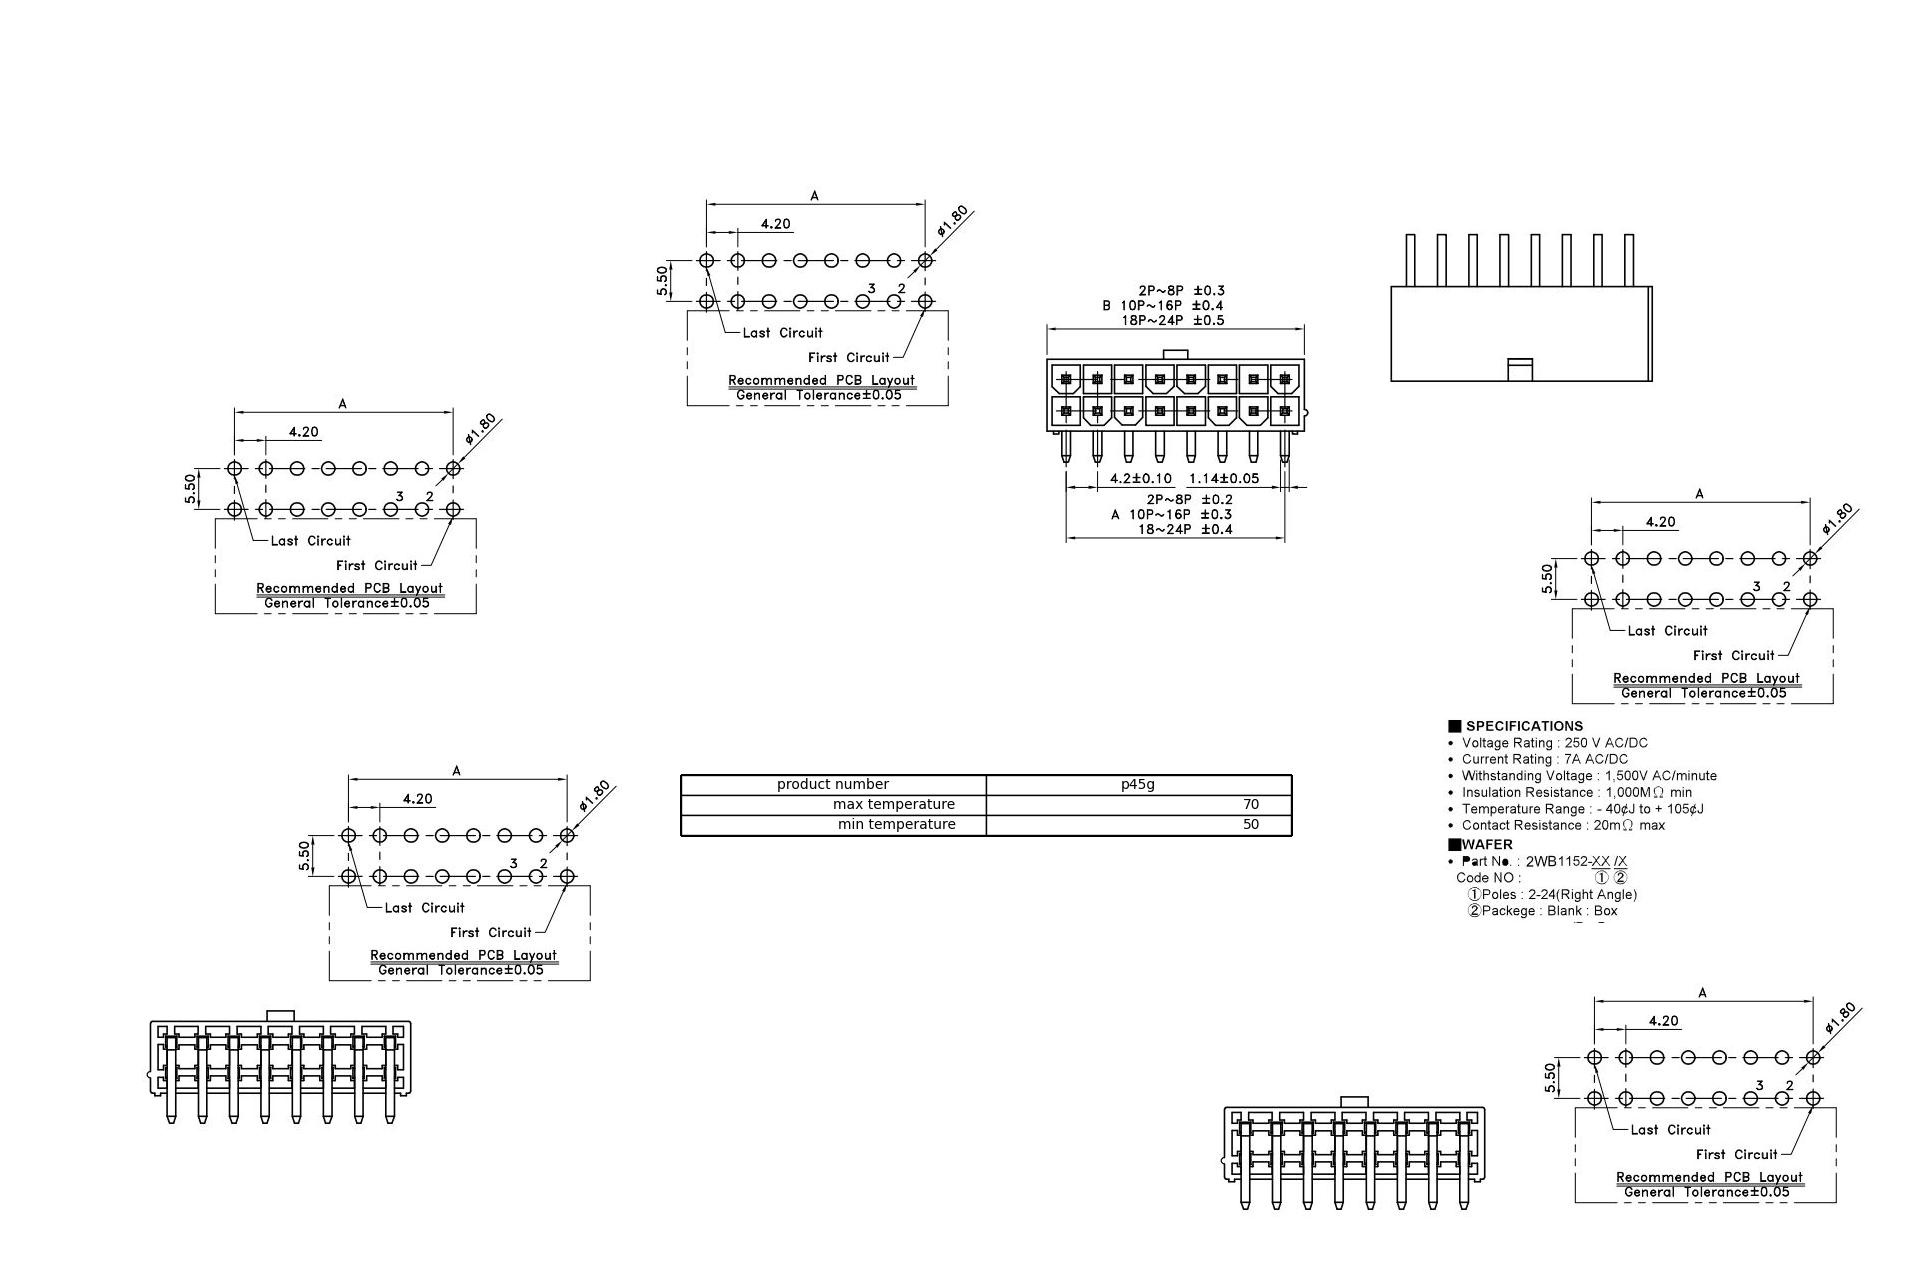 A
4.20
ø1.80
5.50
3 2
Last Circuit
First Circuit
Recommended PCB Layout
General Tolerance±0.05
2P~8P ±0.3
B 10P~16P ±0.4
18P~24P ±0.5
4.2±0.10 1.14±0.05
2P~8P ±0.2
A 10P~16P ±0.3
18~24P ±0.4
A
4.20
ø1.80
5.50
3 2
Last Circuit
First Circuit
Recommended PCB Layout
General Tolerance±0.05
A
4.20
ø1.80
5.50
3 2
Last Circuit
First Circuit
Recommended PCB Layout
General Tolerance±0.05
■ SPECIFICATIONS
• Voltage Rating : 250 V AC/DC
• Current Rating : 7A AC/DC
• Withstanding Voltage : 1,500V AC/minute
• Insulation Resistance : 1,000MΩ min
• Temperature Range : - 40¢J to + 105¢J
• Contact Resistance : 20mΩ max
■WAFER
• Part No. : 2WB1152-XX /X
Code NO : ① ②
①Poles : 2-24(Right Angle)
②Packege : Blank : Box
product number p45g
max temperature 70
min temperature 50
A
4.20
ø1.80
5.50
3 2
Last Circuit
First Circuit
Recommended PCB Layout
General Tolerance±0.05
A
4.20
ø1.80
5.50
3 2
Last Circuit
First Circuit
Recommended PCB Layout
General Tolerance±0.05